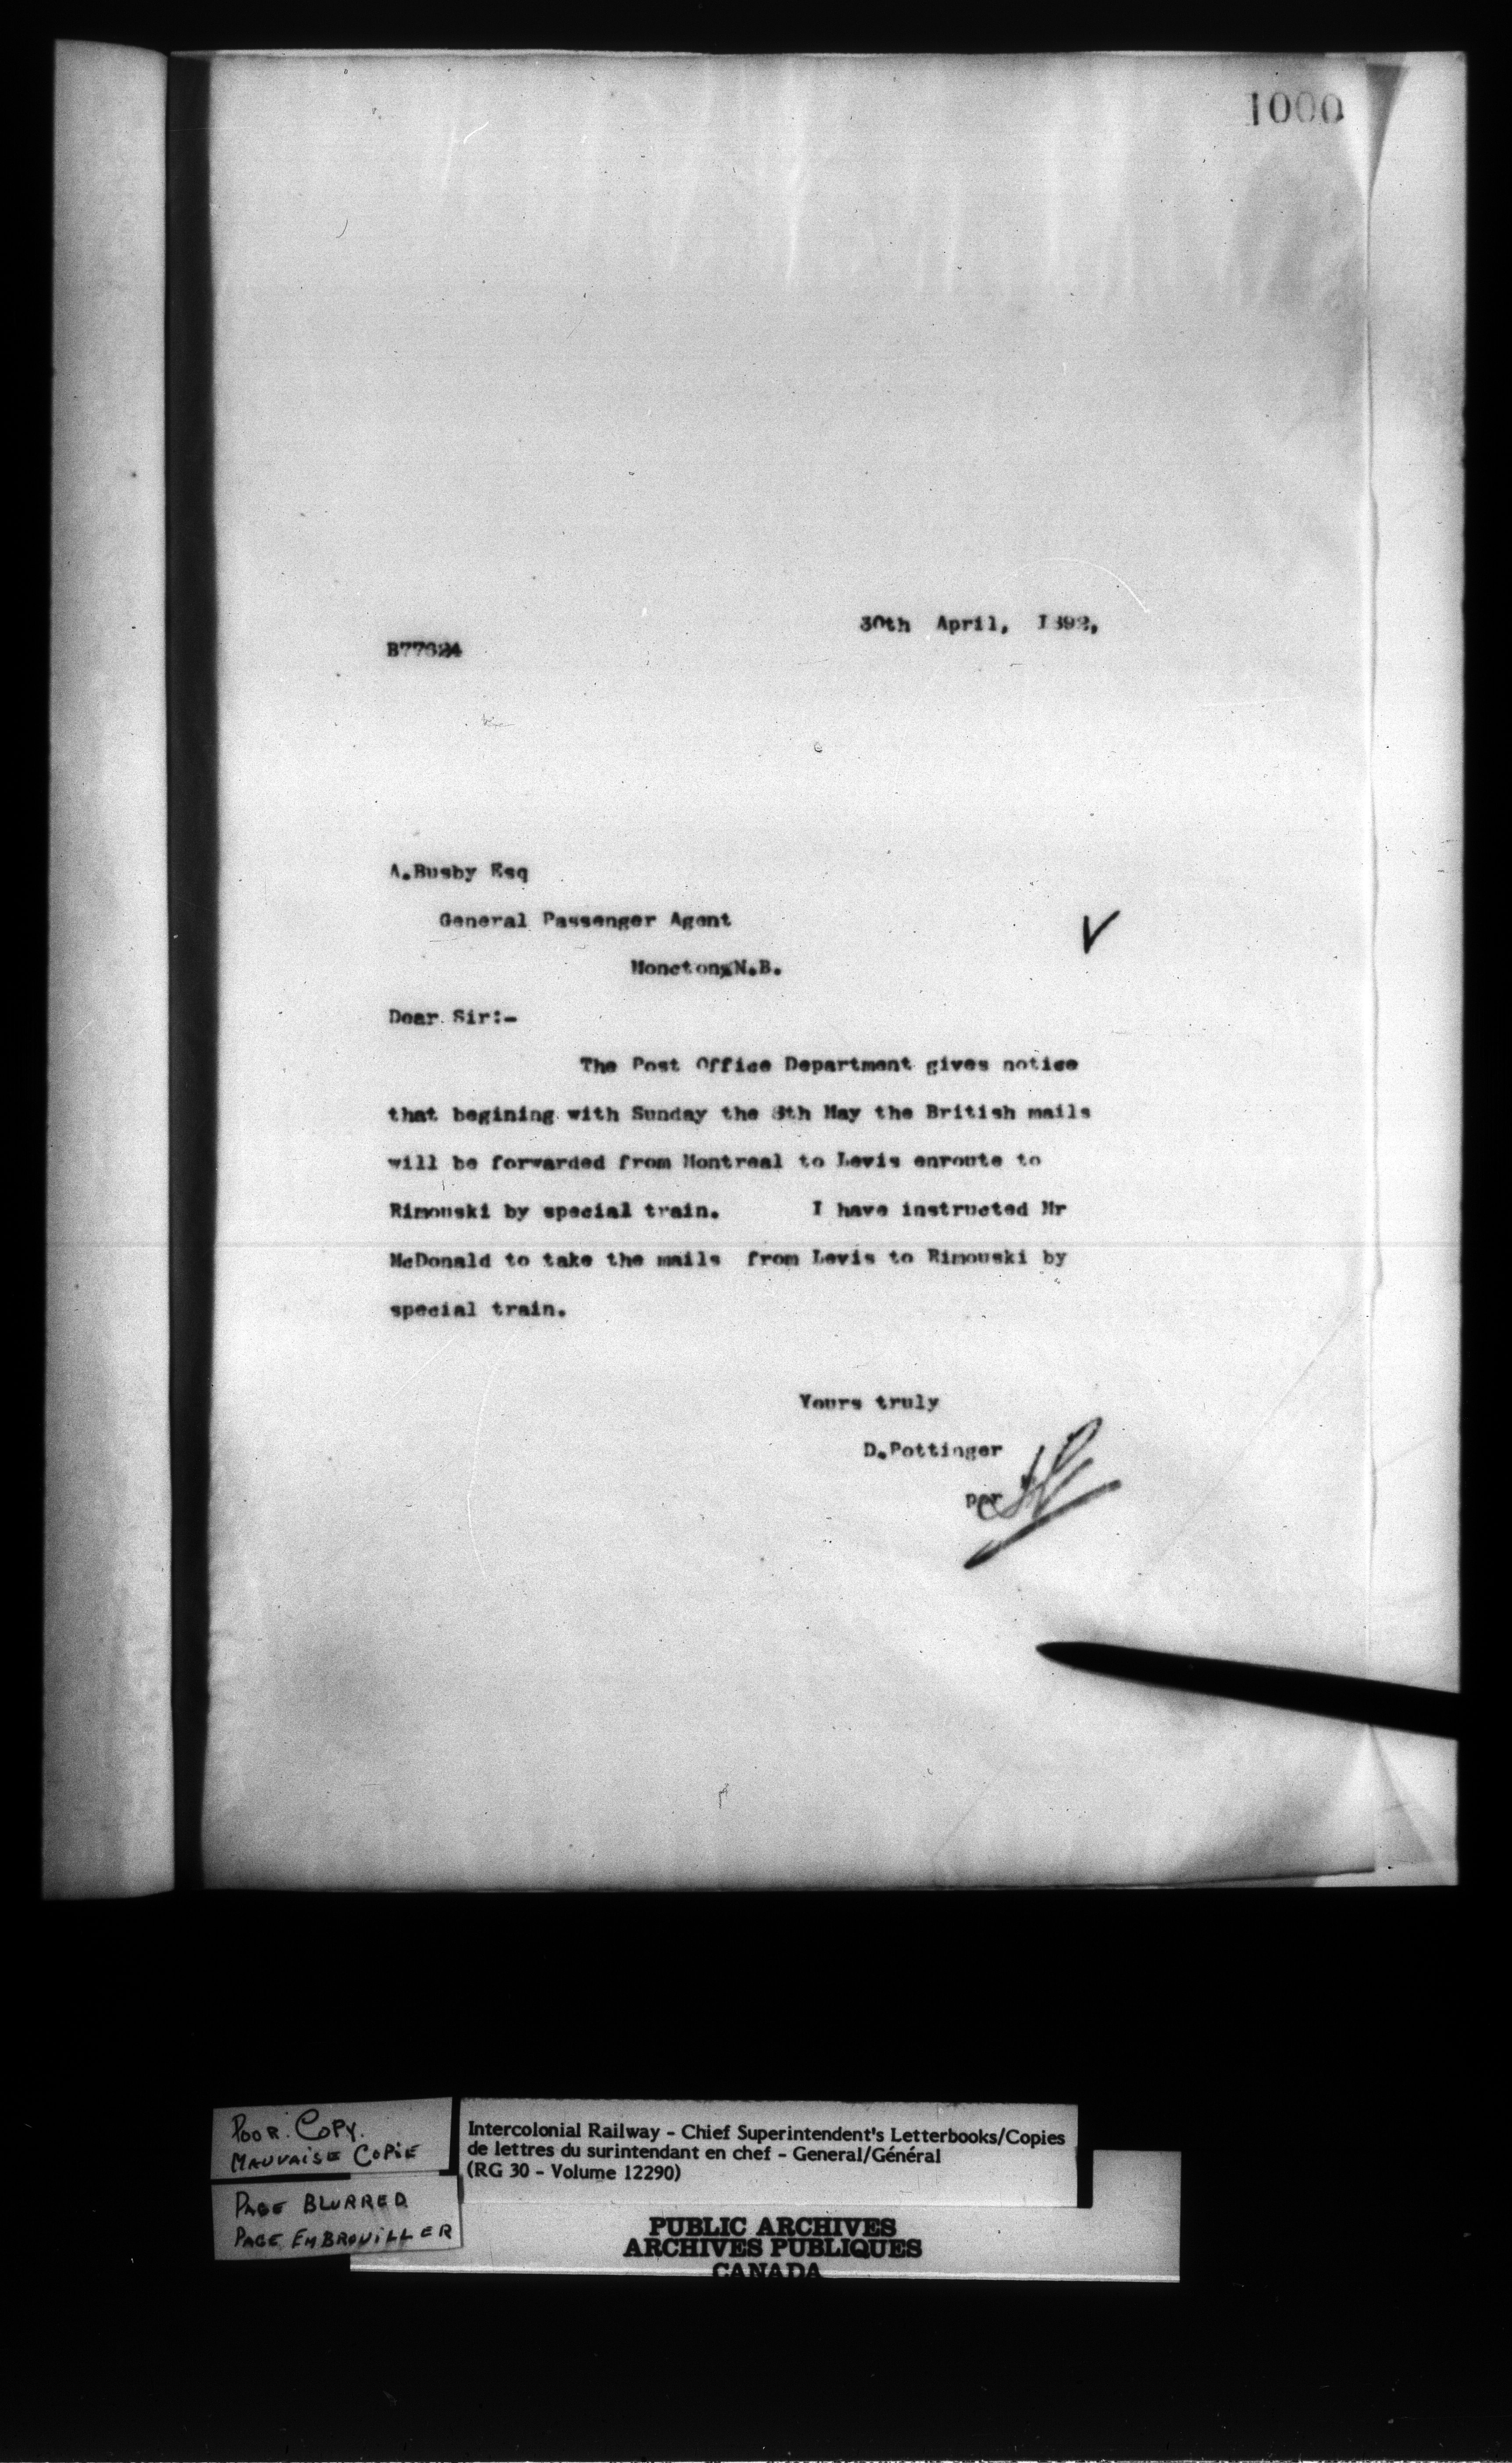 1000
30th April, 1892,
B77624
A.Busby Esq
General Passenger Agent
Moncton, N.B.
Dear Sir:-
The Post Office Department gives notice
that begining with Sunday the 8th May the British mails
will be forwarded from Montreal to Levis enroute to
Rimouski by special train. I have instructed Mr
McDonald to take the mails from Levis to Rimouski by
special train.
Yours truly
D.Pottinger
per
POOR COPY.
MAUVAISE COPIE
PAGE BLURRED
PAGE EMBROUILLER
Intercolonial Railway - Chief Superintendent's Letterbooks/Copies
de lettres du surintendant en chef - General/Général
(RG 30 - Volume 12290)
PUBLIC ARCHIVES
ARCHIVES PUBLIQUES
CANADA